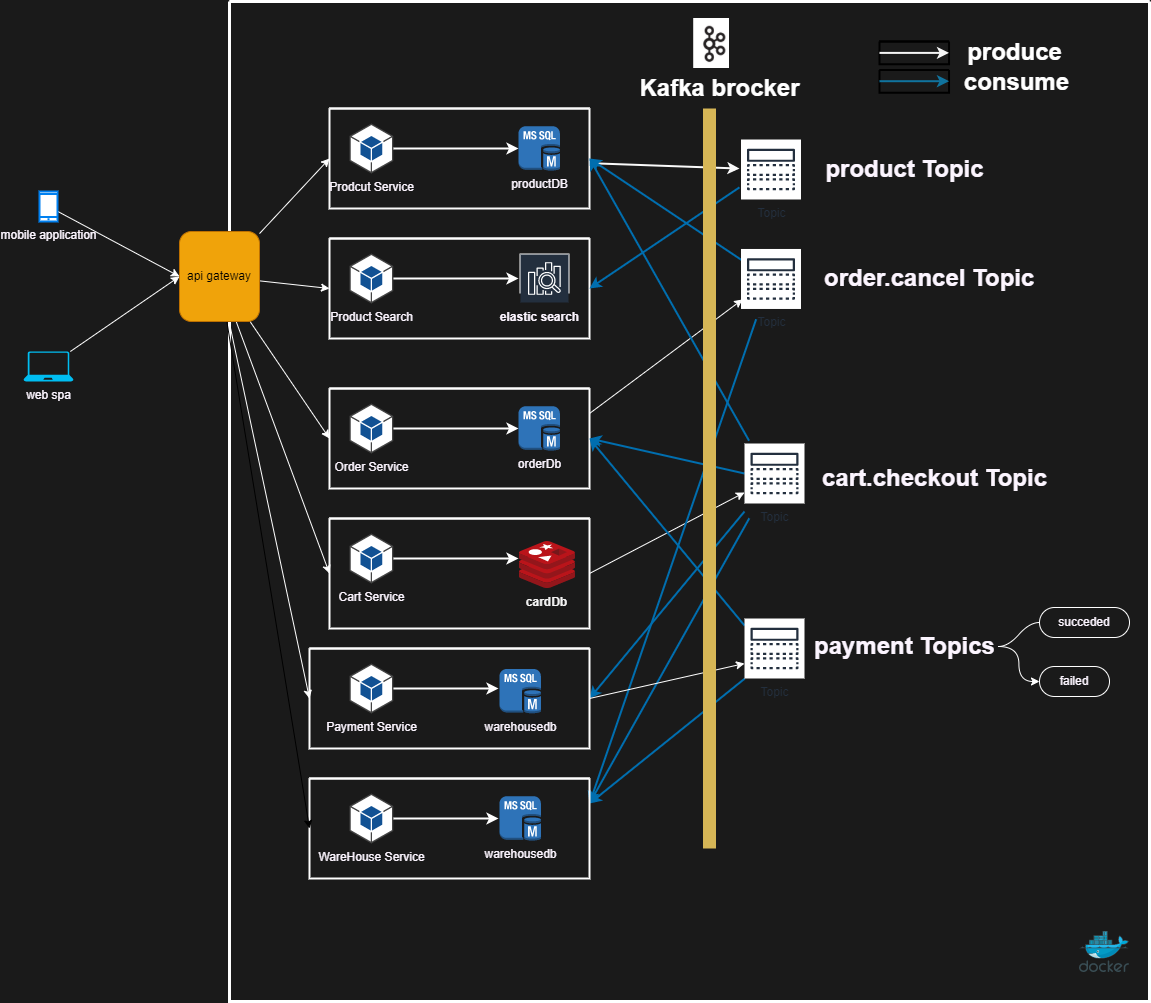 produce
consume
Kafka brocker
MS SQL
M
Prodcut Service
productDB
product Topic
Topic
mobile application
api gateway
Product Search
elastic search
order.cancel Topic
Topic
web spa
MS SQL
M
Order Service
orderDb
cart.checkout Topic
Topic
Cart Service
cardDb
succeded
payment Topics
failed
Topic
MS SQL
M
Payment Service
warehousedb
MS SQL
M
WareHouse Service
warehousedb
docker